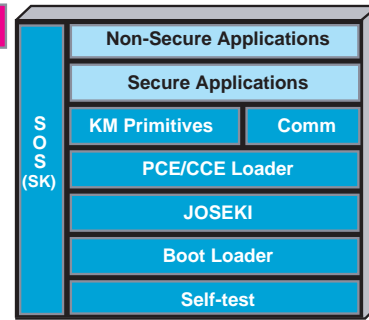 Non-Secure Applications
Secure Applications
S
O
S
(SK)
KM Primitives
Comm
PCE/CCE Loader
JOSEKI
Boot Loader
Self-test